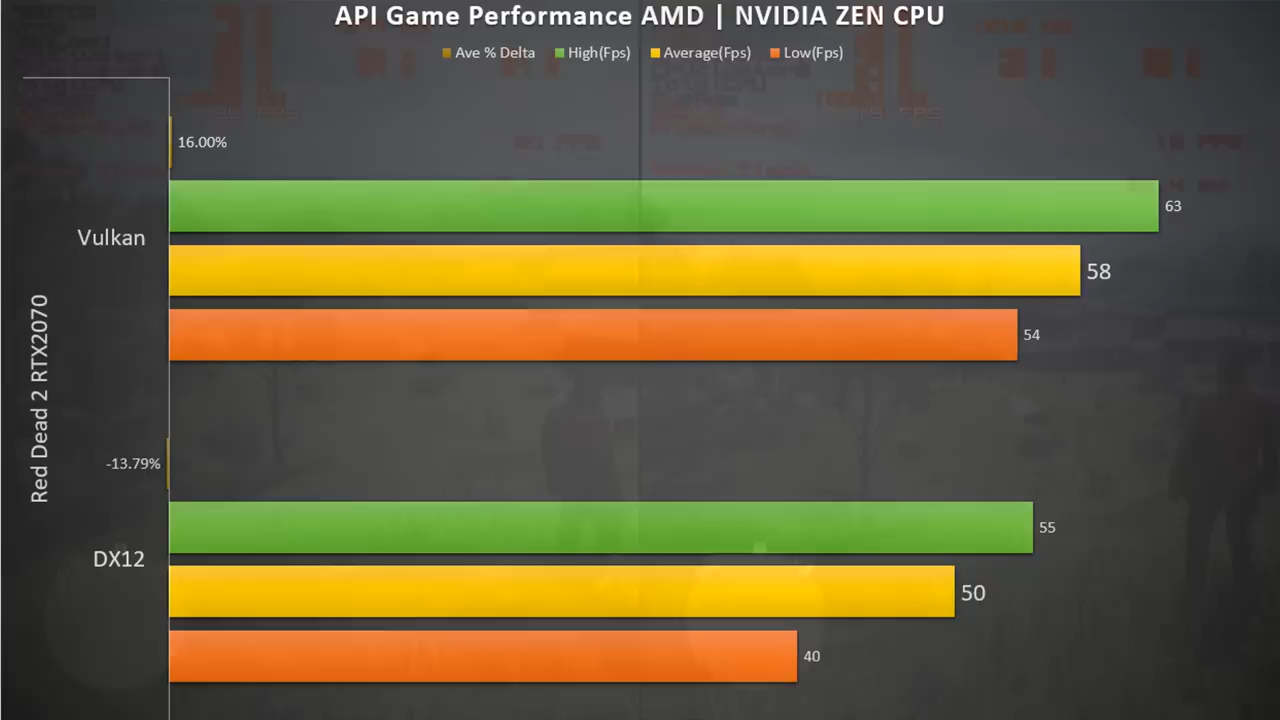 API Game Performance AMD | NVIDIA ZEN CPU
Ave % Delta High(Fps) Average(Fps) Low(Fps)
16.00%
63
Vulkan
58
54
Red Dead 2 RTX2070
-13.79%
55
DX12
50
40